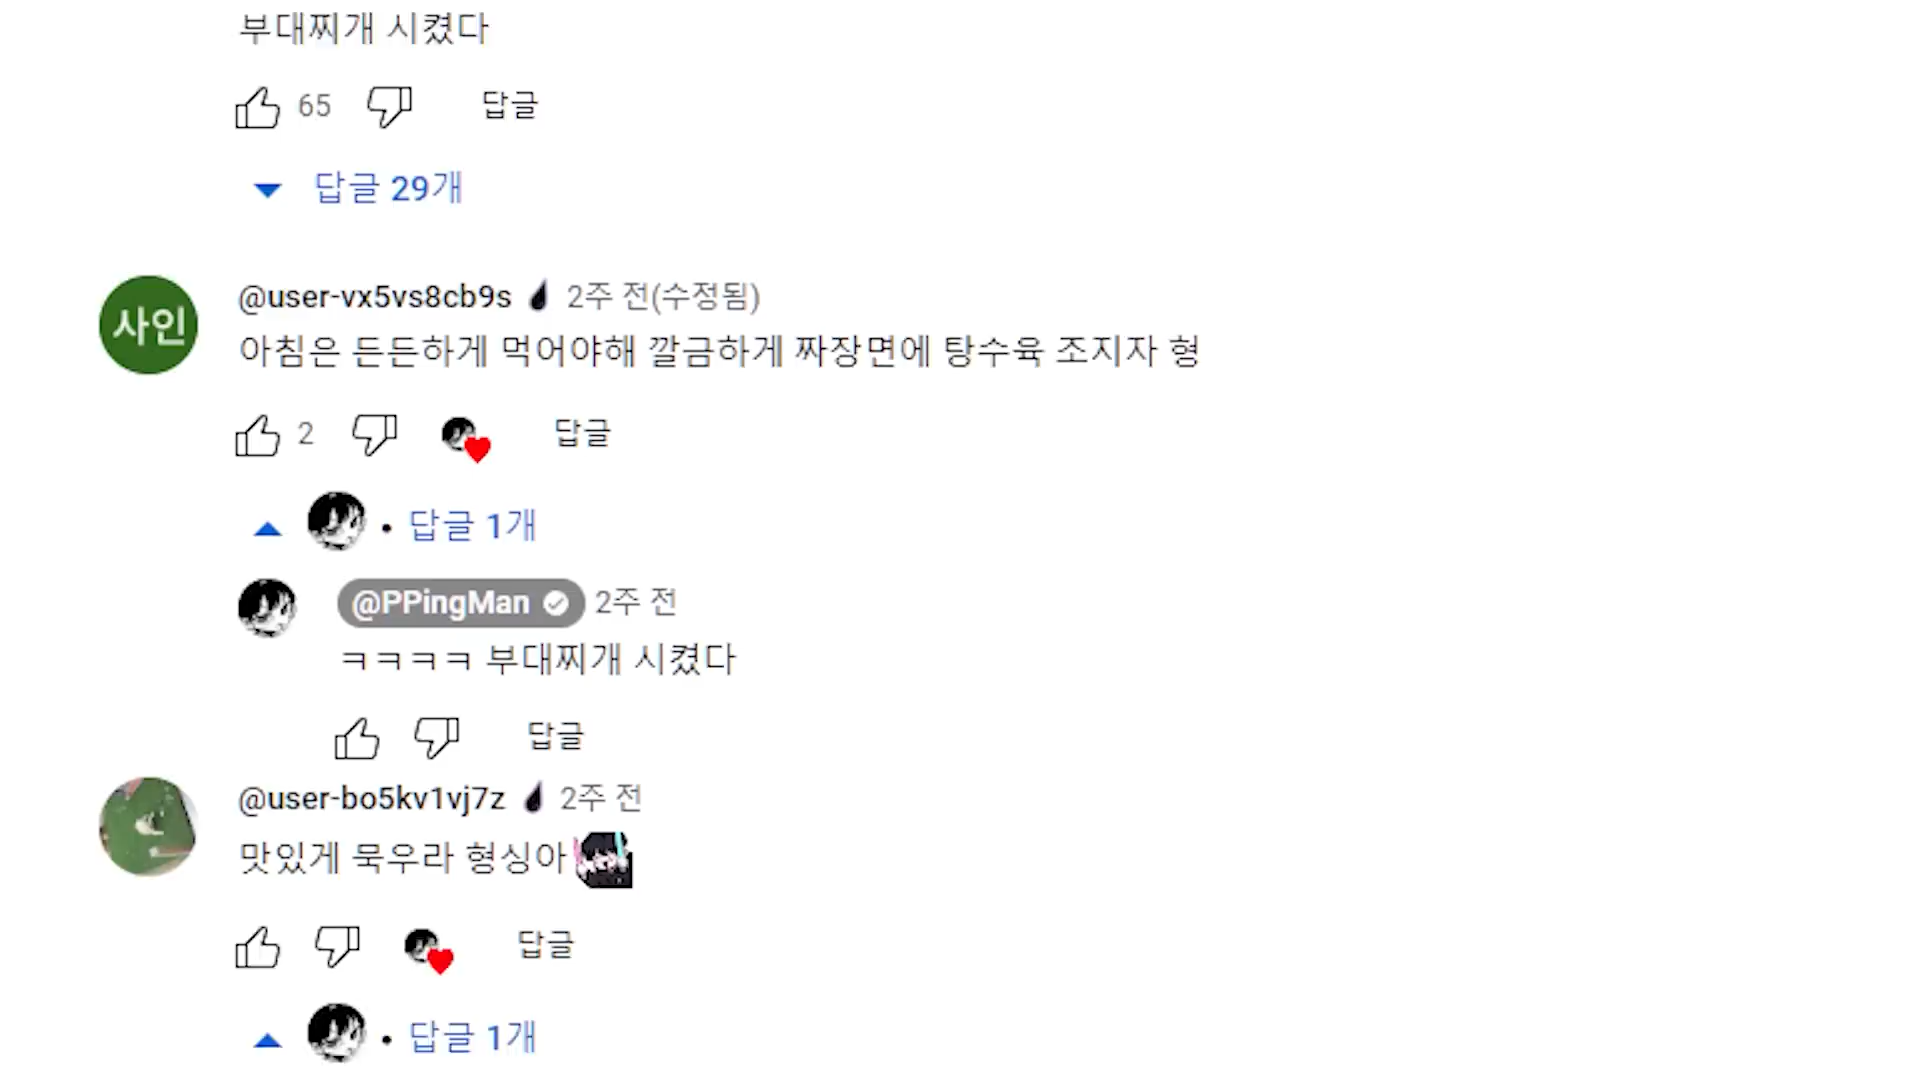 부대찌개 시켰다
65 답글
답글 29개
사인
@user-vx5vs8cb9s 2주 전(수정됨)
아침은 든든하게 먹어야해 깔금하게 짜장면에 탕수육 조지자 형
2 답글
답글 1개
@PPingMan 2주 전
ㅋㅋㅋㅋ 부대찌개 시켰다
답글
@user-bo5kv1vj7z 2주 전
맛있게 묵우라 형싱아
답글
답글 1개